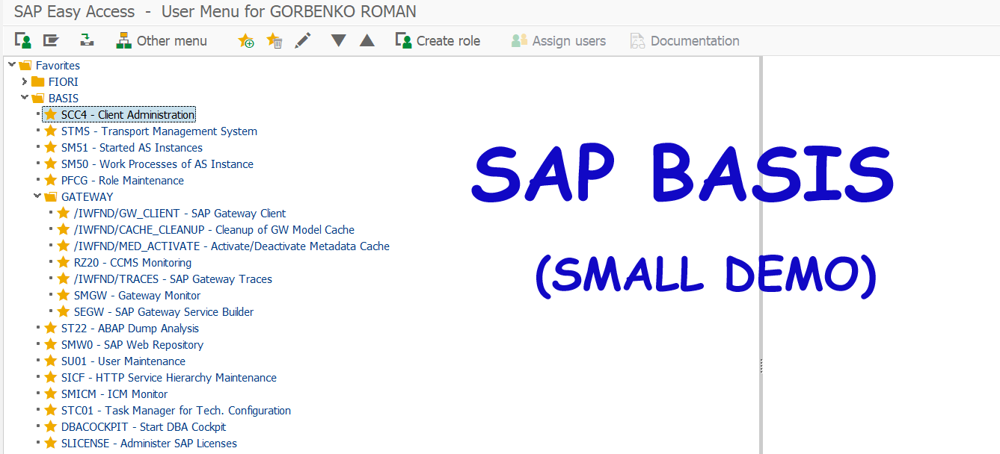 SAP Easy Access - User Menu for GORBENKO ROMAN
Other menu Create role Assign users Documentation
Favorites
FIORI
BASIS
SCC4 - Client Administration
STMS - Transport Management System
SM51 - Started AS Instances
SM50 - Work Processes of AS Instance
PFCG - Role Maintenance
GATEWAY
/IWFND/GW_CLIENT - SAP Gateway Client
/IWFND/CACHE_CLEANUP - Cleanup of GW Model Cache
/IWFND/MED_ACTIVATE - Activate/Deactivate Metadata Cache
RZ20 - CCMS Monitoring
/IWFND/TRACES - SAP Gateway Traces
SMGW - Gateway Monitor
SEGW - SAP Gateway Service Builder
ST22 - ABAP Dump Analysis
SMW0 - SAP Web Repository
SU01 - User Maintenance
SICF - HTTP Service Hierarchy Maintenance
SMICM - ICM Monitor
STC01 - Task Manager for Tech. Configuration
DBACOCKPIT - Start DBA Cockpit
SLICENSE - Administer SAP Licenses
SAP BASIS
(SMALL DEMO)